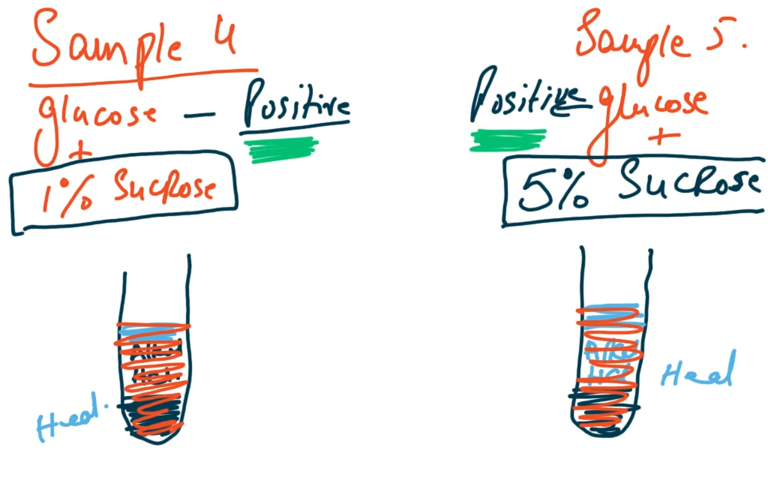 Sample 4
glucose - Positive
+
1% Sucrose
Heat.
Sample 5.
Positive glucose
+
5% Sucrose
Heat